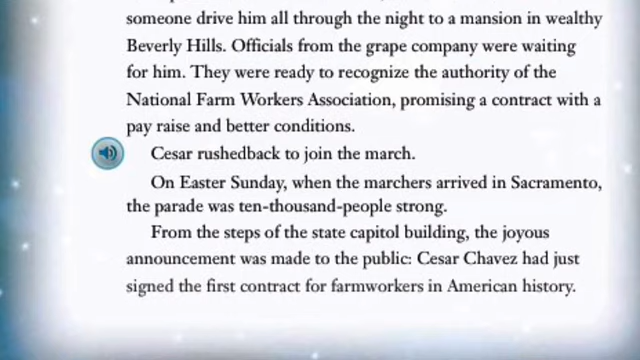 someone drive him all through the night to a mansion in wealthy
Beverly Hills. Officials from the grape company were waiting
for him. They were ready to recognize the authority of the
National Farm Workers Association, promising a contract with a
pay raise and better conditions.
Cesar rushedback to join the march.
On Easter Sunday, when the marchers arrived in Sacramento,
the parade was ten-thousand-people strong.
From the steps of the state capitol building, the joyous
announcement was made to the public: Cesar Chavez had just
signed the first contract for farmworkers in American history.